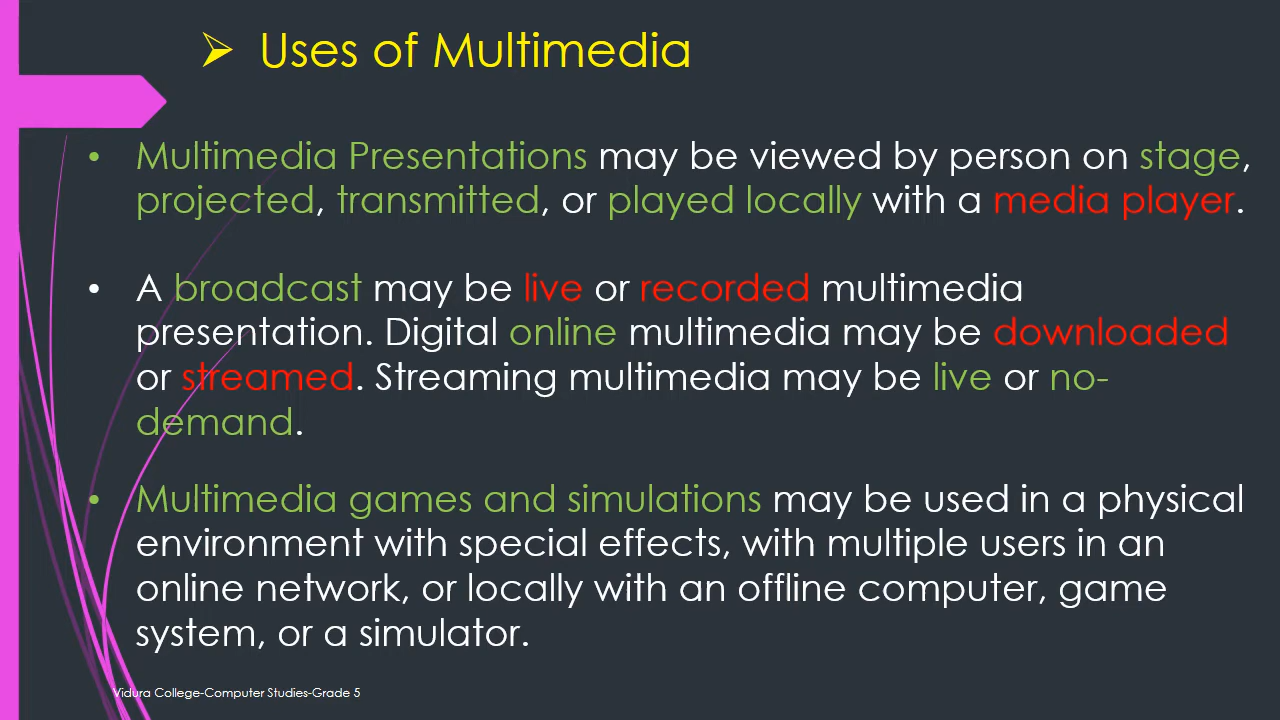 ➢ Uses of Multimedia
• Multimedia Presentations may be viewed by person on stage,
projected, transmitted, or played locally with a media player.
• A broadcast may be live or recorded multimedia
presentation. Digital online multimedia may be downloaded
or streamed. Streaming multimedia may be live or no-
demand.
• Multimedia games and simulations may be used in a physical
environment with special effects, with multiple users in an
online network, or locally with an offline computer, game
system, or a simulator.
Vidura College-Computer Studies-Grade 5